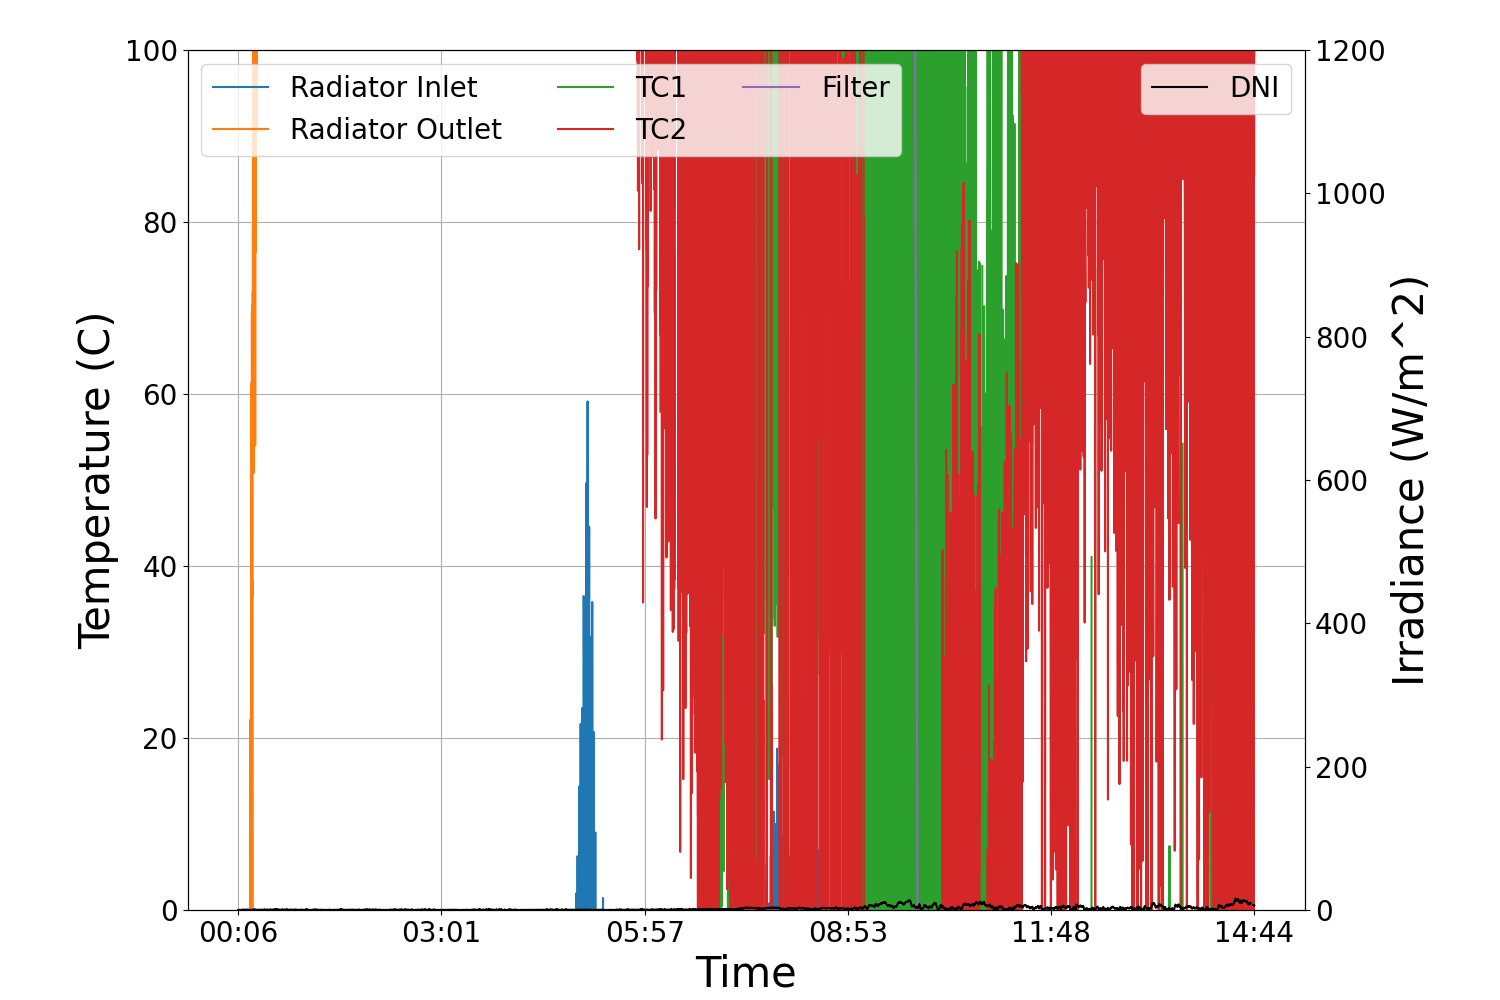 Radiator Inlet
Radiator Outlet
TC1
TC2
Filter
DNI
100
80
60
40
20
0
Temperature (C)
1200
1000
800
600
400
200
0
Irradiance (W/m^2)
00:06 03:01 05:57 08:53 11:48 14:44
Time